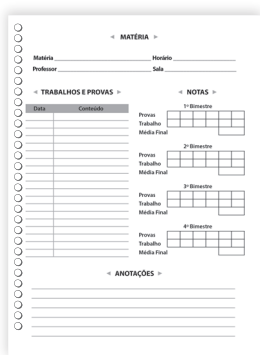 MATÉRIA
Matéria Horário
Professor Sala
TRABALHOS E PROVAS
Data Conteúdo
NOTAS
1º Bimestre
Provas
Trabalho
Média Final
2º Bimestre
Provas
Trabalho
Média Final
3º Bimestre
Provas
Trabalho
Média Final
4º Bimestre
Provas
Trabalho
Média Final
ANOTAÇÕES